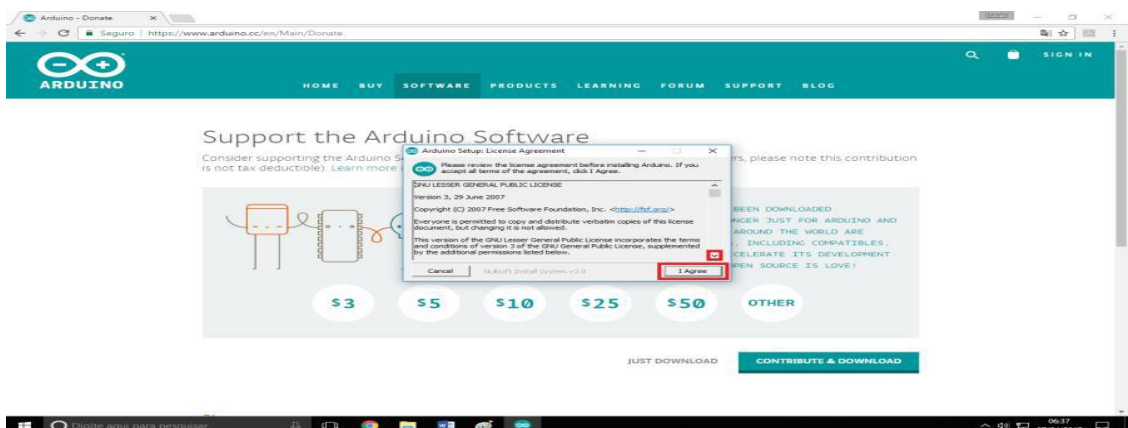 Arduino - Donate
Seguro | https://www.arduino.cc/en/Main/Donate
SIGN IN
ARDUINO
HOME BUY SOFTWARE PRODUCTS LEARNING FORUM SUPPORT BLOG
Support the Arduino Software
Consider supporting the Arduino S
rs, please note this contribution
is not tax deductible). Learn more
Arduino Setup: License Agreement
Please review the license agreement before installing Arduino. If you
accept all terms of the agreement, click I Agree.
GNU LESSER GENERAL PUBLIC LICENSE
Version 3, 29 June 2007
Copyright (C) 2007 Free Software Foundation, Inc. <http://fsf.org/>
Everyone is permitted to copy and distribute verbatim copies of this license
document, but changing it is not allowed.
This version of the GNU Lesser General Public License incorporates the terms
and conditions of version 3 of the GNU General Public License, supplemented
by the additional permissions listed below.
Cancel
Nullsoft Install System v3.0
I Agree
BEEN DOWNLOADED
NGER JUST FOR ARDUINO AND
AROUND THE WORLD ARE
, INCLUDING COMPATIBLES,
CELERATE ITS DEVELOPMENT
PEN SOURCE IS LOVE!
$3 $5 $10 $25 $50 OTHER
JUST DOWNLOAD
CONTRIBUTE & DOWNLOAD
Digite aqui para pesquisar
06:37